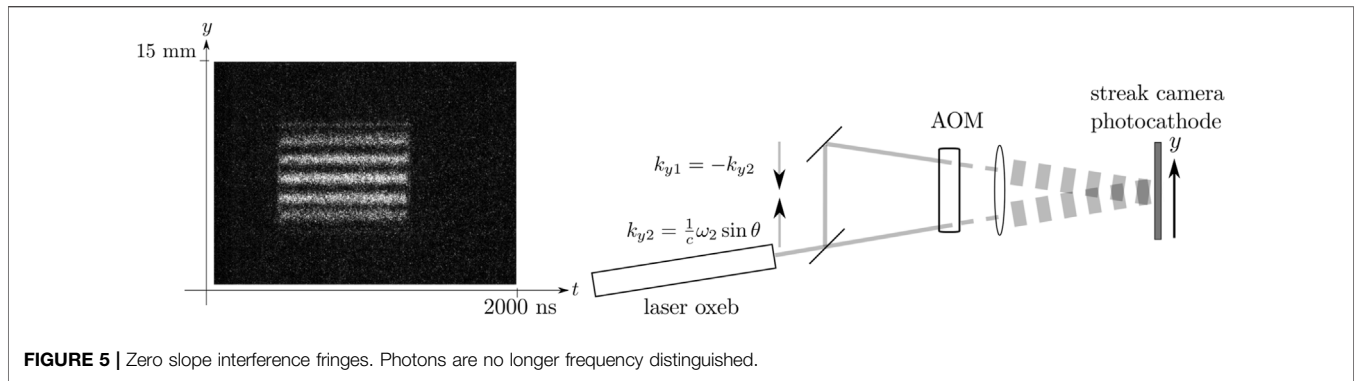 y
15 mm
t
2000 ns
k_{y1} = −k_{y2}
k_{y2} = \frac{1}{c}ω_2 sin θ
laser oxeb
AOM
streak camera
photocathode
y
FIGURE 5 | Zero slope interference fringes. Photons are no longer frequency distinguished.